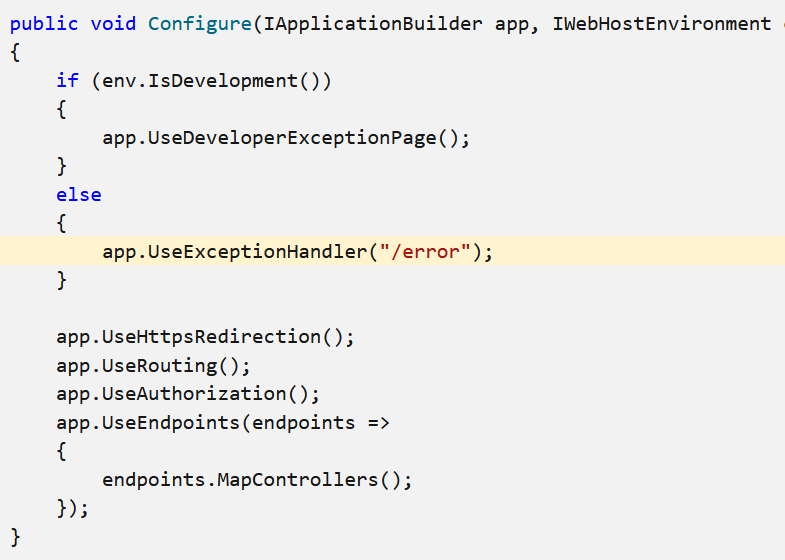 public void Configure(IApplicationBuilder app, IWebHostEnvironment
{
    if (env.IsDevelopment())
    {
        app.UseDeveloperExceptionPage();
    }
    else
    {
        app.UseExceptionHandler("/error");
    }

    app.UseHttpsRedirection();
    app.UseRouting();
    app.UseAuthorization();
    app.UseEndpoints(endpoints =>
    {
        endpoints.MapControllers();
    });
}